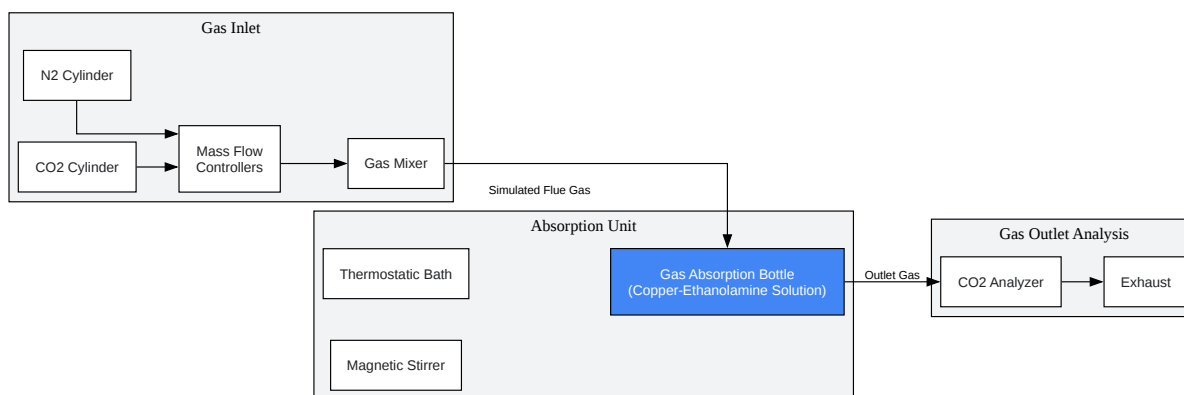 Gas Inlet
N2 Cylinder
CO2 Cylinder
Mass Flow
Controllers
Gas Mixer
Simulated Flue Gas
Absorption Unit
Thermostatic Bath
Gas Absorption Bottle
(Copper-Ethanolamine Solution)
Magnetic Stirrer
Outlet Gas
Gas Outlet Analysis
CO2 Analyzer
Exhaust